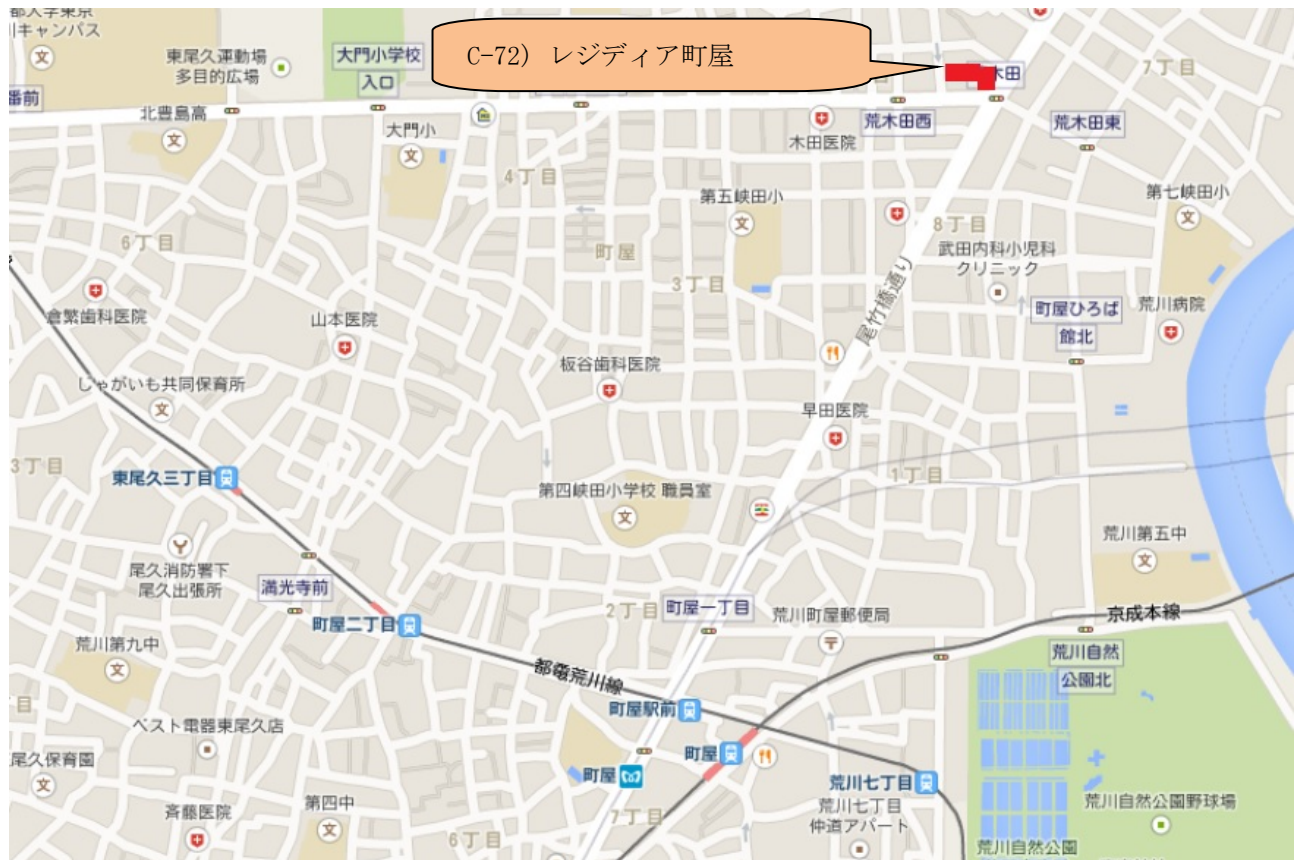 都大学東京
キャンパス
東尾久運動場
多目的広場
大門小学校
入口
C-72) レジディア町屋
木田
7丁目
番前
北豊島高
大門小
木田医院
荒木田西
荒木田東
4丁目
第五峡田小
第七峡田小
6丁目
町屋
3丁目
8丁目
武田内科小児科
クリニック
尾竹橋通り
倉繁歯科医院
山本医院
町屋ひろば
館北
荒川病院
板谷歯科医院
じゃがいも共同保育所
早田医院
3丁目
東尾久三丁目
第四峡田小学校 職員室
1丁目
荒川第五中
尾久消防署下
尾久出張所
満光寺前
2丁目
町屋一丁目
荒川町屋郵便局
京成本線
町屋二丁目
荒川第九中
都電荒川線
荒川自然
公園北
目
町屋駅前
ベスト電器東尾久店
町屋
町屋
荒川七丁目
尾久保育園
第四中
斉藤医院
7丁目
荒川七丁目
仲道アパート
荒川自然公園野球場
6丁目
荒川自然公園